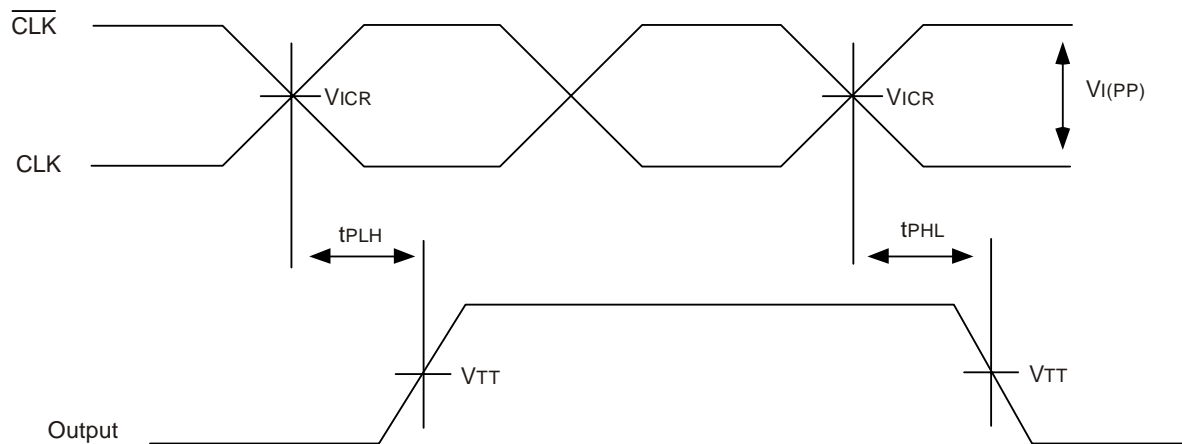 CLK
VICR
VICR
VI(PP)
CLK
tPLH
tPHL
VTT
VTT
Output